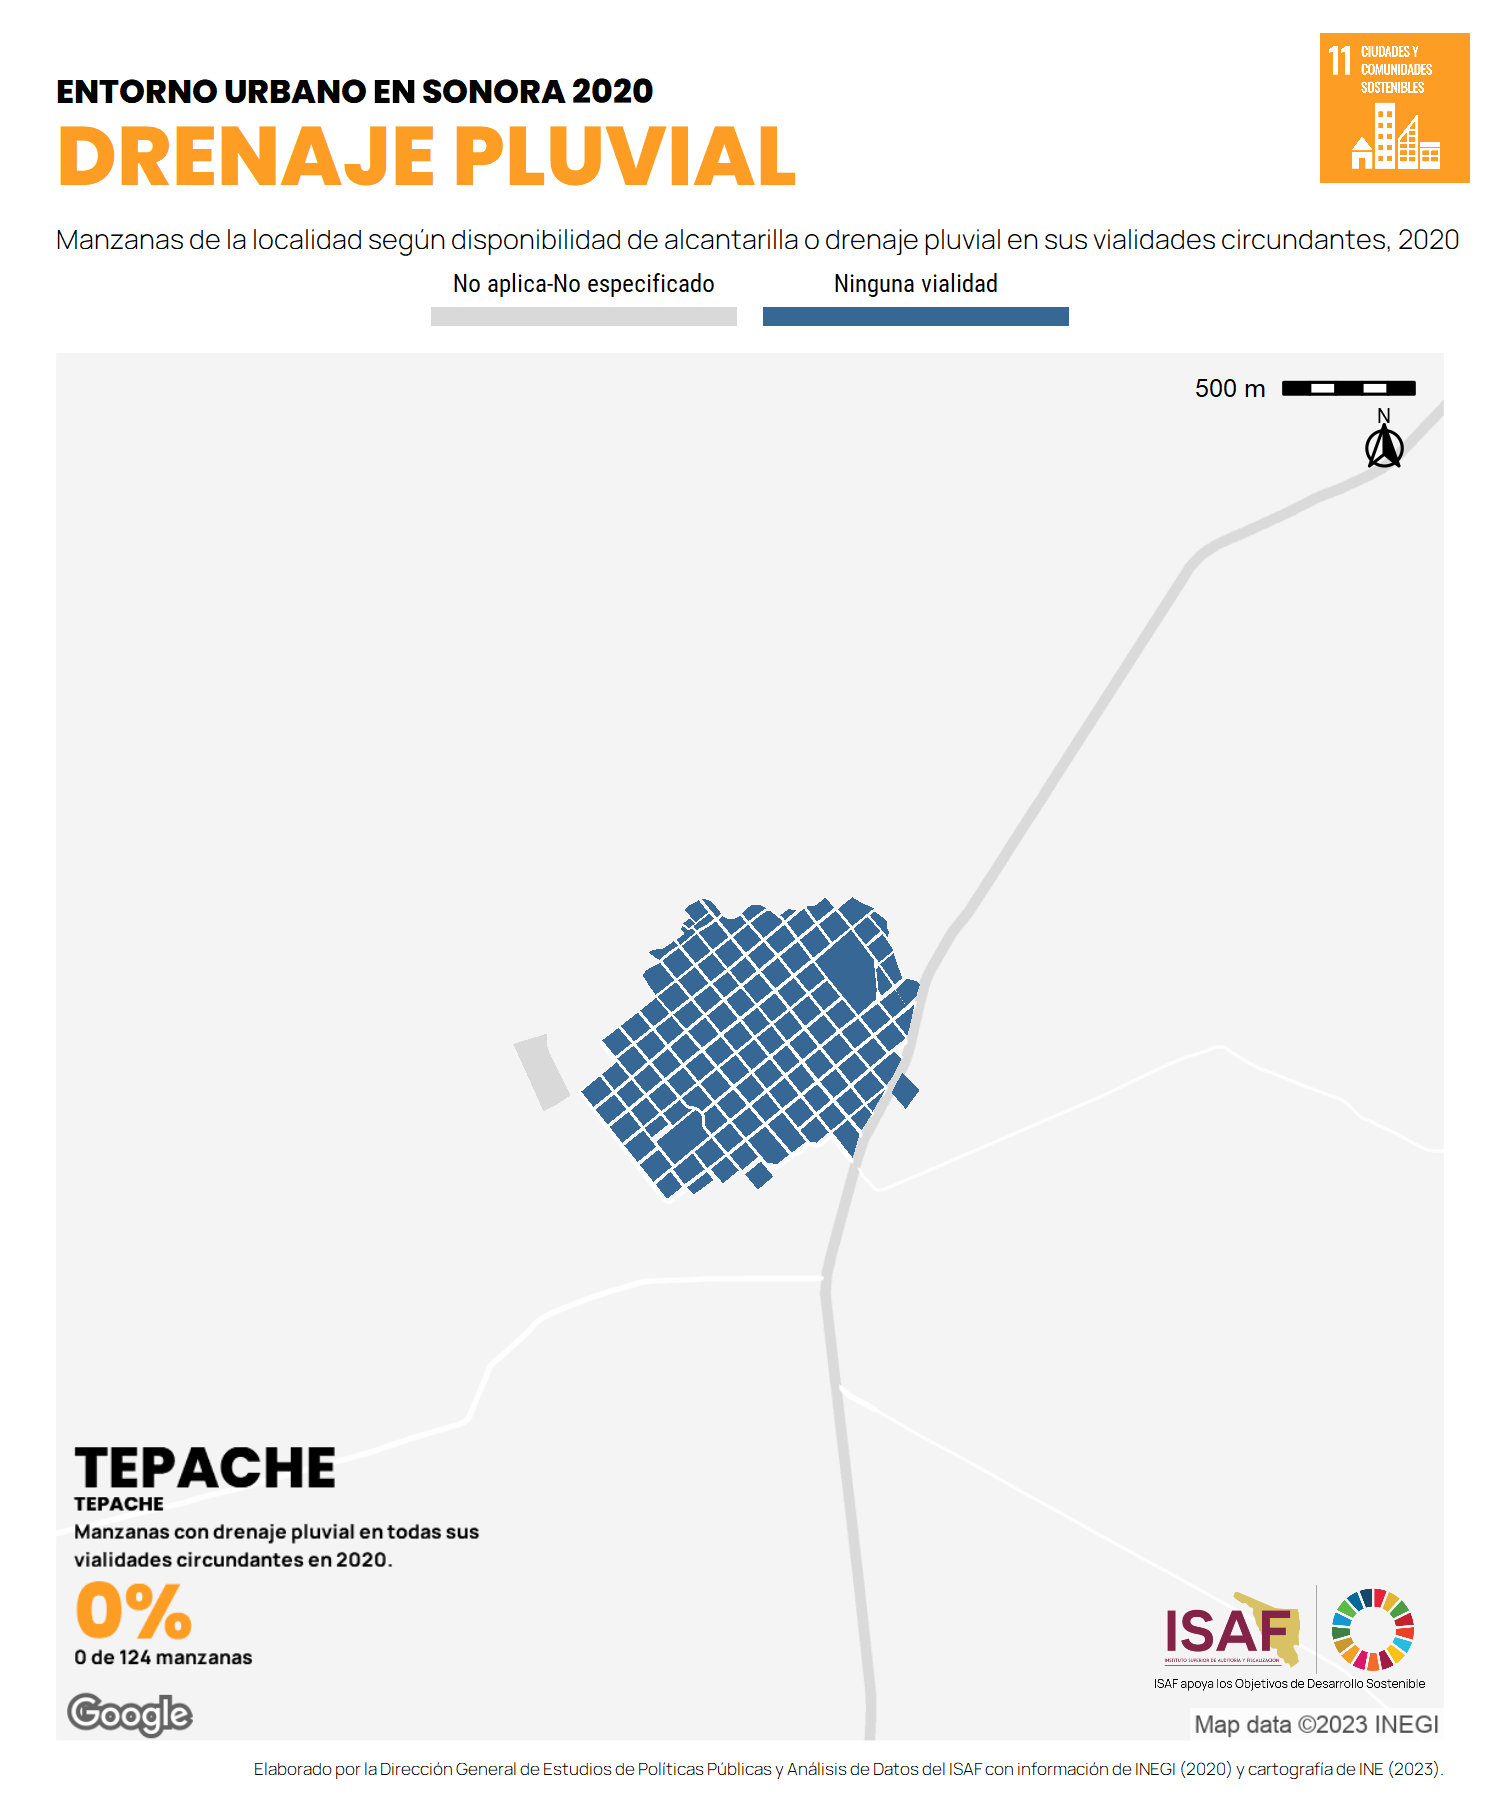 11 CIUDADES Y
COMUNIDADES
SOSTENIBLES
ENTORNO URBANO EN SONORA 2020
DRENAJE PLUVIAL
Manzanas de la localidad según disponibilidad de alcantarilla o drenaje pluvial en sus vialidades circundantes, 2020
No aplica-No especificado
Ninguna vialidad
500 m
N
TEPACHE
TEPACHE
Manzanas con drenaje pluvial en todas sus
vialidades circundantes en 2020.
0%
0 de 124 manzanas
Google
ISAF
INSTITUTO SUPERIOR DE AUDITORÍA Y FISCALIZACIÓN
ISAF apoya los Objetivos de Desarrollo Sostenible
Map data ©2023 INEGI
Elaborado por la Dirección General de Estudios de Políticas Públicas y Análisis de Datos del ISAF con información de INEGI (2020) y cartografía de INE (2023).